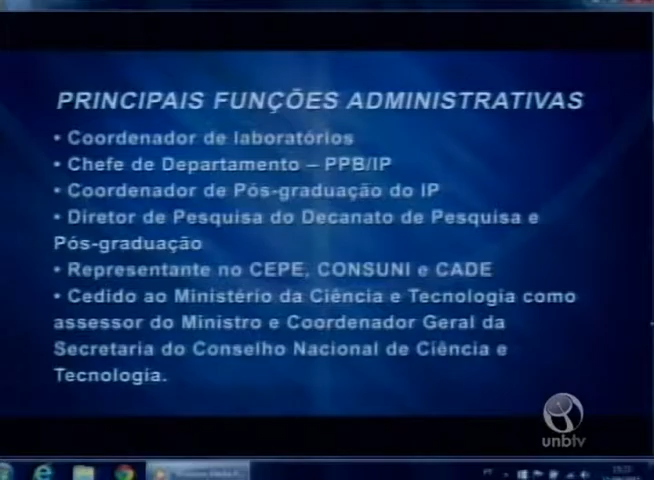 PRINCIPAIS FUNÇÕES ADMINISTRATIVAS
• Coordenador de laboratórios
• Chefe de Departamento – PPB/IP
• Coordenador de Pós-graduação do IP
• Diretor de Pesquisa do Decanato de Pesquisa e
Pós-graduação
• Representante no CEPE, CONSUNI e CADE
• Cedido ao Ministério da Ciência e Tecnologia como
assessor do Ministro e Coordenador Geral da
Secretaria do Conselho Nacional de Ciência e
Tecnologia.
unbtv
PT